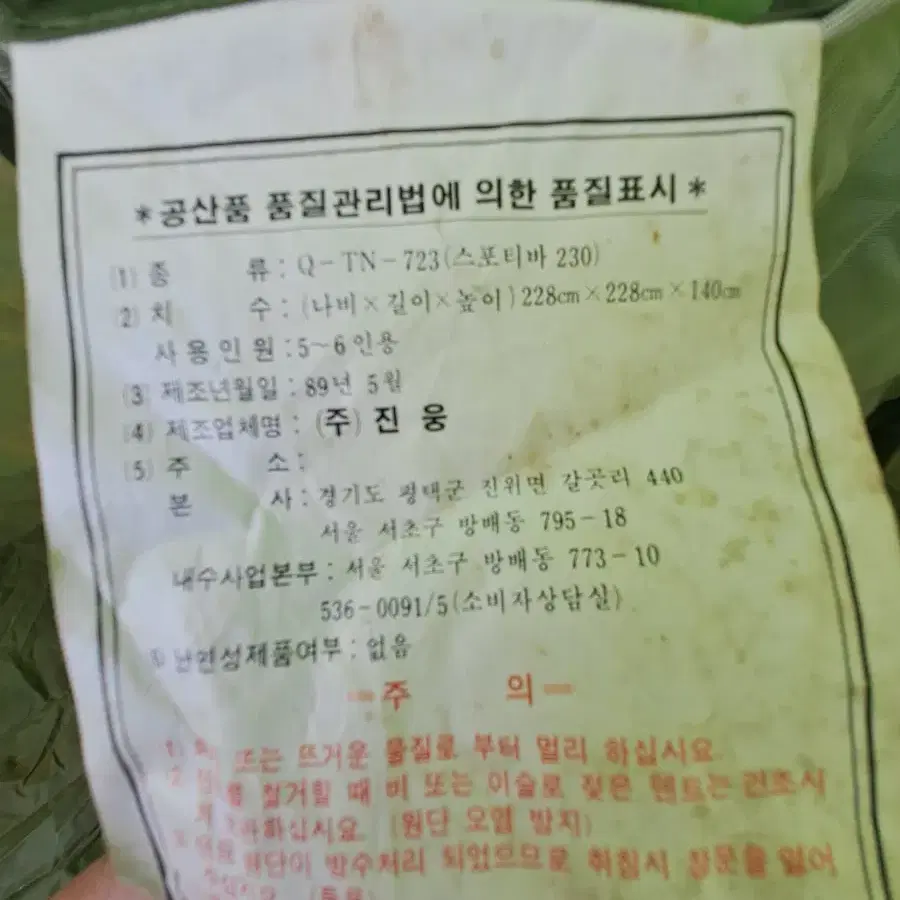 *공산품 품질관리법에 의한 품질표시*
(1) 종 류 : Q-TN-723(스포티바 230)
(2) 치 수 : (나비×길이×높이) 228cm×228cm×140cm
사용인원 : 5~6인용
(3) 제조년월일 : 89년 5월
(4) 제조업체명 : (주) 진웅
(5) 주 소 :
본 사 : 경기도 평택군 진위면 갈곳리 440
서울 서초구 방배동 795-18
내수사업본부 : 서울 서초구 방배동 773-10
536-0091/5(소비자상담실)
난연성제품여부 : 없음
-주 의-
1) 또는 뜨거운 물질로 부터 멀리 하십시요.
2) 철거할 때 비 또는 이슬로 젖은 텐트는 건조시
하십시요. (원단 오염 방지)
원단이 방수처리 되었으므로 취침시 창문을 열어